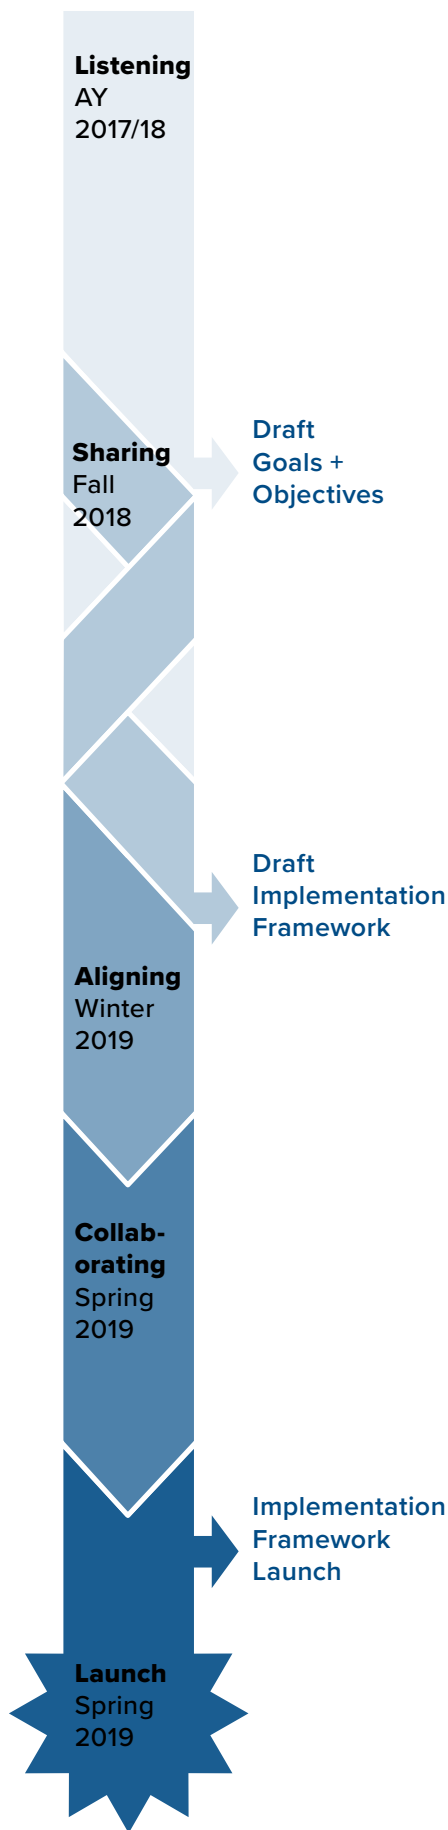 Listening
AY
2017/18
Sharing
Fall
2018
Draft
Goals +
Objectives
Draft
Implementation
Framework
Aligning
Winter
2019
Collab-
orating
Spring
2019
Implementation
Framework
Launch
Launch
Spring
2019